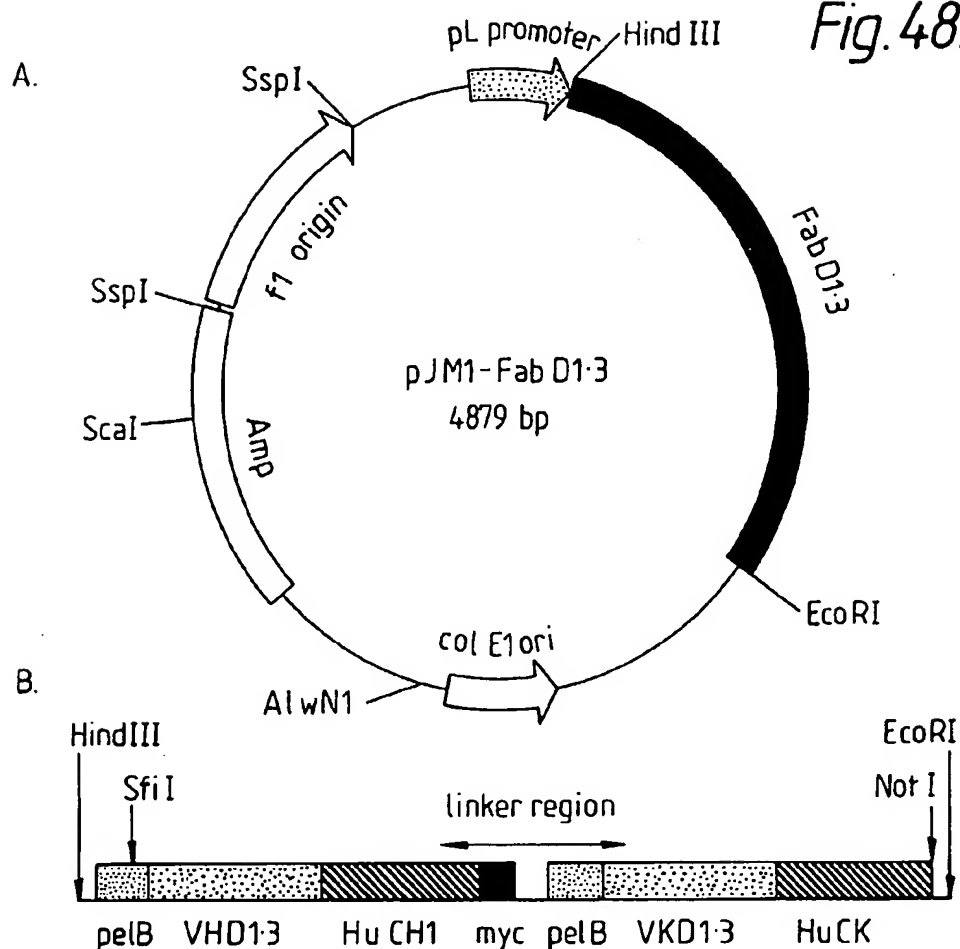 Fig. 48.
A.
pL promoter
Hind III
SspI
f1 origin
SspI
Fab D1·3
pJM1-Fab D1·3
4879 bp
ScaI
Amp
EcoRI
col E1 ori
AlwN1
B.
HindIII
EcoRI
Sfi I
linker region
Not I
pelB VHD1·3 Hu CH1 myc pelB VKD1·3 HuCK